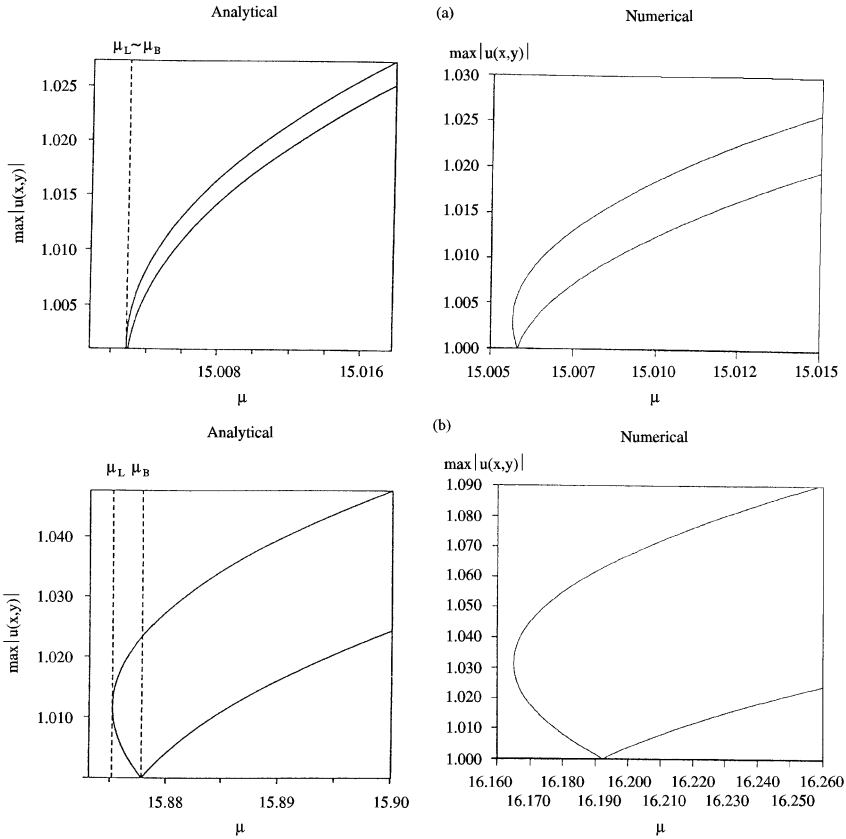 Analytical
(a)
Numerical
μL~μB
max|u(x,y)|
1.025
1.020
1.015
1.010
1.005
max|u(x,y)|
15.008
15.016
μ
1.030
1.025
1.020
1.015
1.010
1.005
1.000
15.005
15.007
15.010
15.012
15.015
μ
Analytical
(b)
Numerical
μL μB
max|u(x,y)|
1.040
1.030
1.020
1.010
max|u(x,y)|
15.88
15.89
15.90
μ
1.090
1.080
1.070
1.060
1.050
1.040
1.030
1.020
1.010
1.000
16.160
16.180
16.200
16.220
16.240
16.260
16.170
16.190
16.210
16.230
16.250
μ